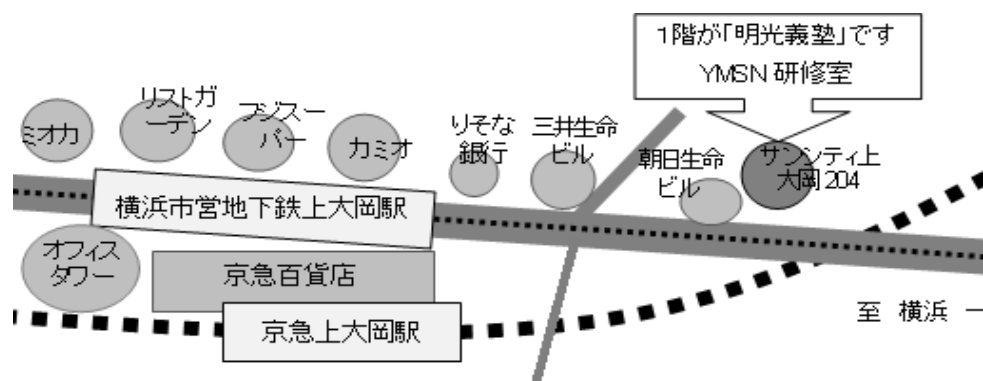 1階が「明光義塾」です
YMSN 研修室
ミオカ
リストガ
ーデン
フジスー
パー
カミオ
りそな
銀行
三井生命
ビル
朝日生命
ビル
サンシティ上
大岡204
横浜市営地下鉄上大岡駅
オフィス
タワー
京急百貨店
京急上大岡駅
至 横浜